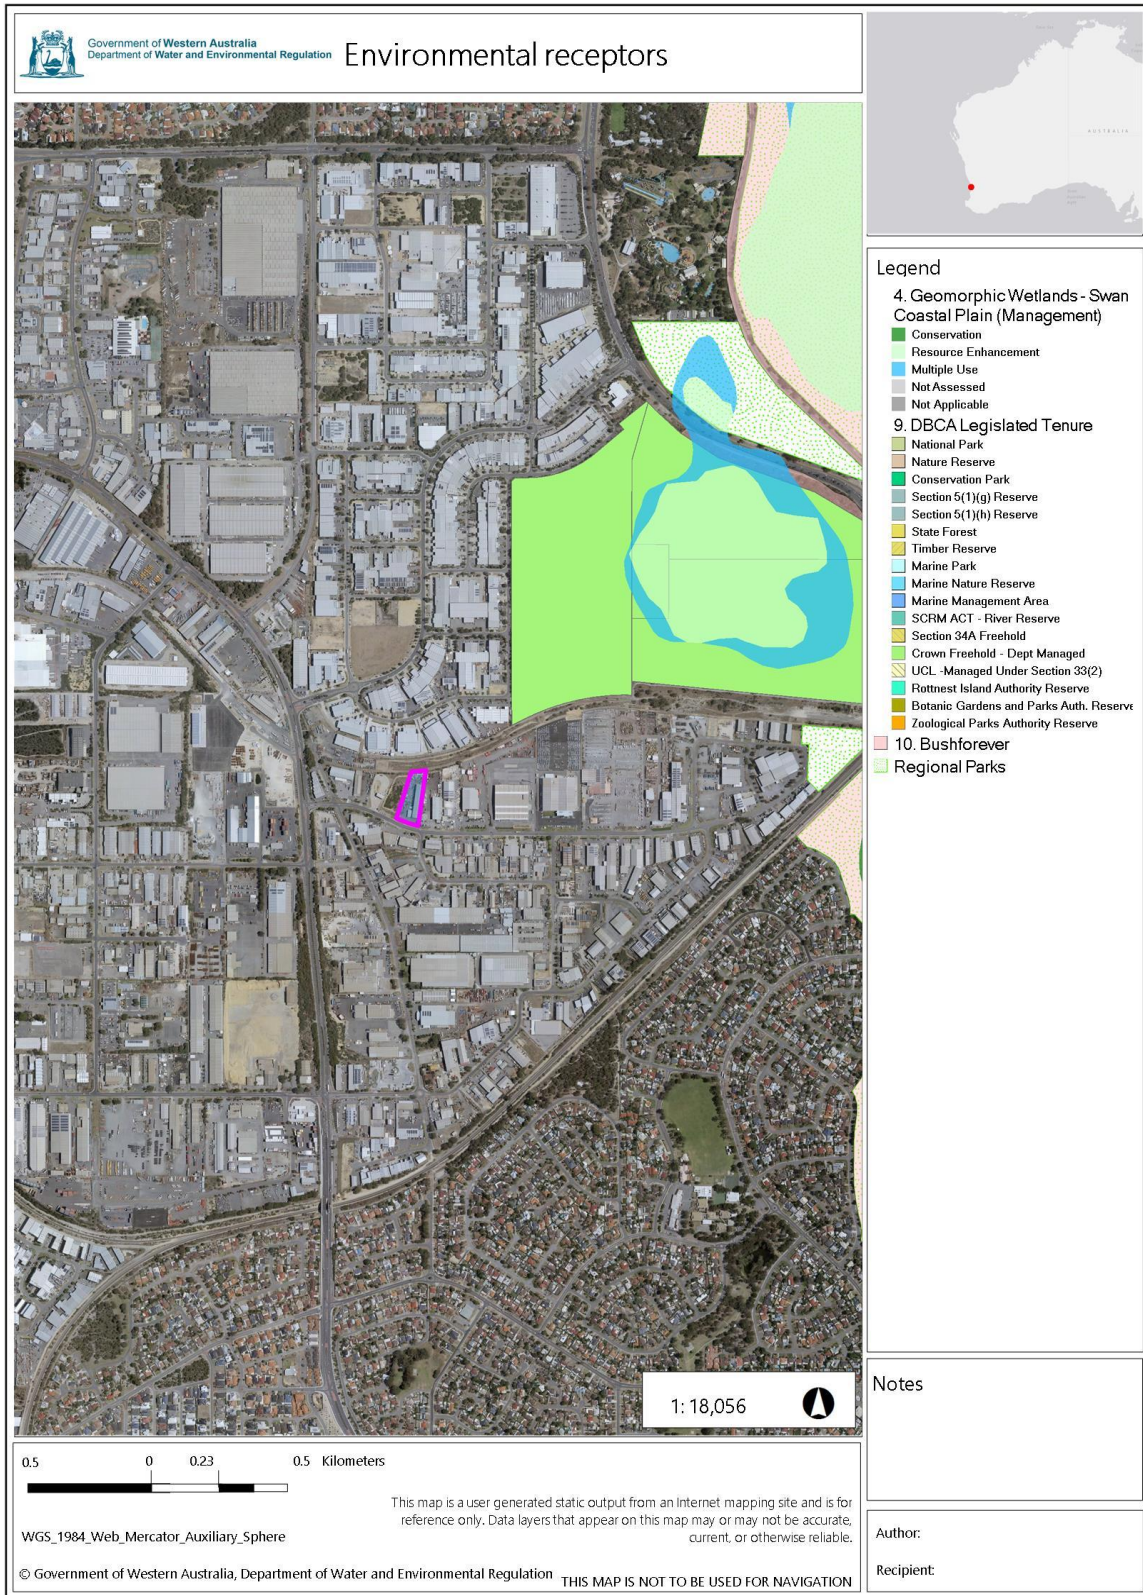 Government of Western Australia
Department of Water and Environmental Regulation
Environmental receptors
AUSTRALIA
Legend
4. Geomorphic Wetlands - Swan
Coastal Plain (Management)
Conservation
Resource Enhancement
Multiple Use
Not Assessed
Not Applicable
9. DBCA Legislated Tenure
National Park
Nature Reserve
Conservation Park
Section 5(1)(g) Reserve
Section 5(1)(h) Reserve
State Forest
Timber Reserve
Marine Park
Marine Nature Reserve
Marine Management Area
SCRM ACT - River Reserve
Section 34A Freehold
Crown Freehold - Dept Managed
UCL -Managed Under Section 33(2)
Rottnest Island Authority Reserve
Botanic Gardens and Parks Auth. Reserve
Zoological Parks Authority Reserve
10. Bushforever
Regional Parks
1: 18,056
Notes
0.5 0 0.23 0.5 Kilometers
This map is a user generated static output from an Internet mapping site and is for
reference only. Data layers that appear on this map may or may not be accurate,
current, or otherwise reliable.
WGS_1984_Web_Mercator_Auxiliary_Sphere
© Government of Western Australia, Department of Water and Environmental Regulation
THIS MAP IS NOT TO BE USED FOR NAVIGATION
Author:
Recipient: